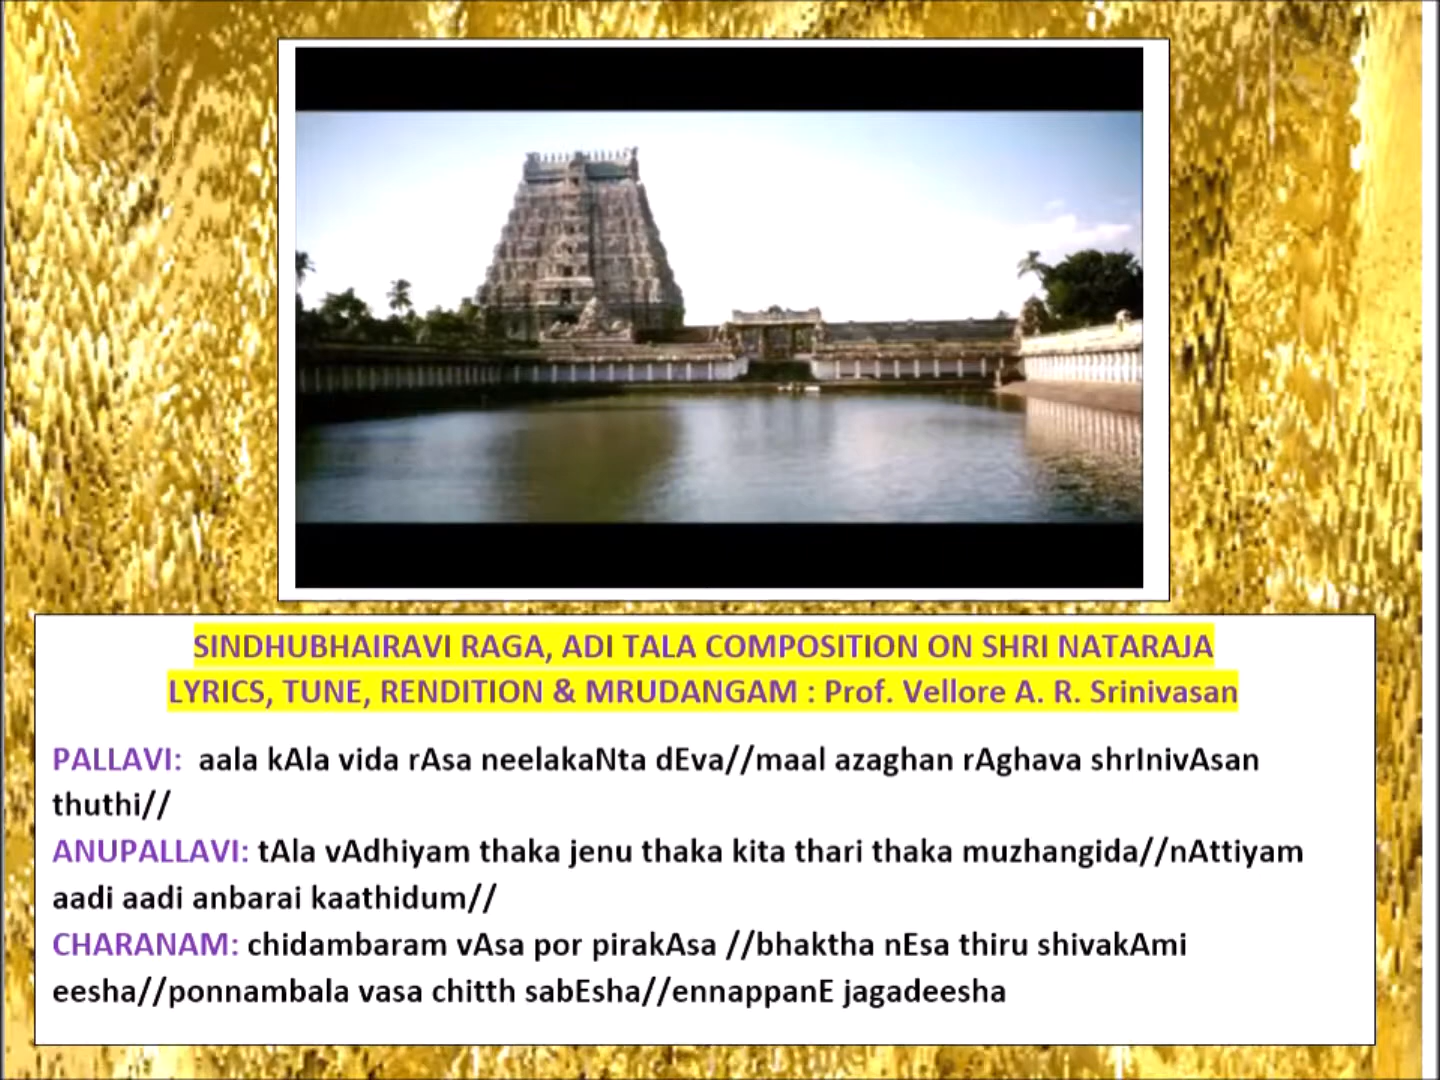 SINDHUBHAIRAVI RAGA, ADI TALA COMPOSITION ON SHRI NATARAJA
LYRICS, TUNE, RENDITION & MRUDANGAM : Prof. Vellore A. R. Srinivasan
PALLAVI: aala kAla vida rAsa neelakaNta dEva//maal azaghan rAghava shrInivAsan
thuthi//
ANUPALLAVI: tAla vAdhiyam thaka jenu thaka kita thari thaka muzhangida//nAttiyam
aadi aadi anbarai kaathidum//
CHARANAM: chidambaram vAsa por pirakAsa //bhaktha nEsa thiru shivakAmi
eesha//ponnambala vasa chitth sabEsha//ennappanE jagadeesha